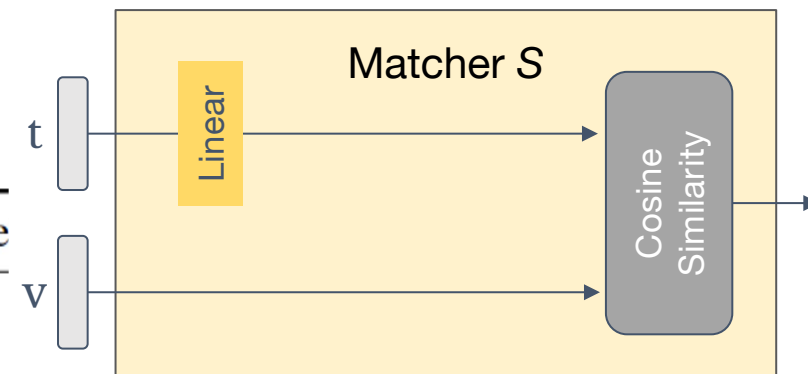 Matcher S
t
Linear
Cosine
Similarity
e
v